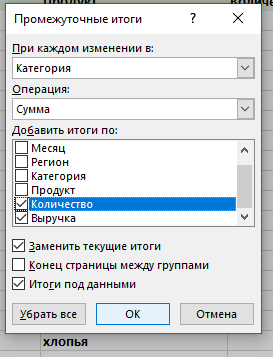 Продукт
Количе
Промежуточные итоги
При каждом изменении в:
Категория
Операция:
Сумма
Добавить итоги по:
Месяц
Регион
Категория
Продукт
Количество
Выручка
Заменить текущие итоги
Конец страницы между группами
Итоги под данными
Убрать все
ОК
Отмена
хлопья